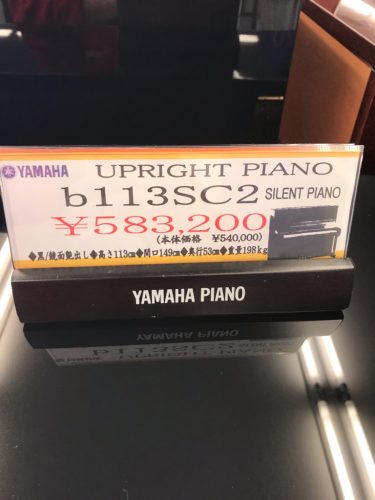 YAMAHA UPRIGHT PIANO
b113SC2 SILENT PIANO
¥583,200
(本体価格 ¥540,000)
◆黒/鏡面艶出し◆高さ113cm◆間口149cm◆奥行53cm◆重量198kg
YAMAHA PIANO